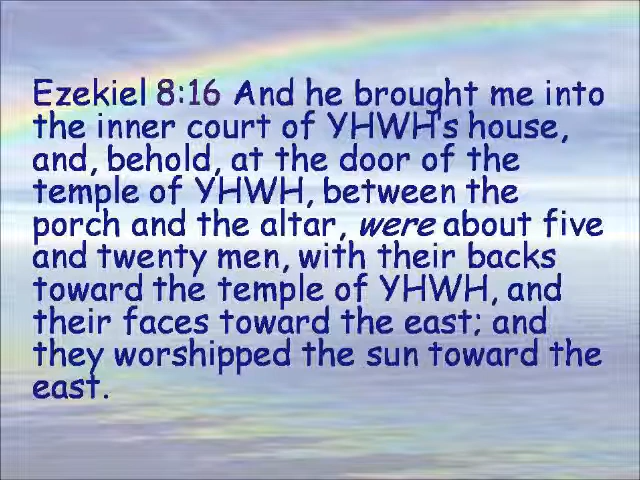 Ezekiel 8:16 And he brought me into
the inner court of YHWH's house,
and, behold, at the door of the
temple of YHWH, between the
porch and the altar, were about five
and twenty men, with their backs
toward the temple of YHWH, and
their faces toward the east; and
they worshipped the sun toward the
east.